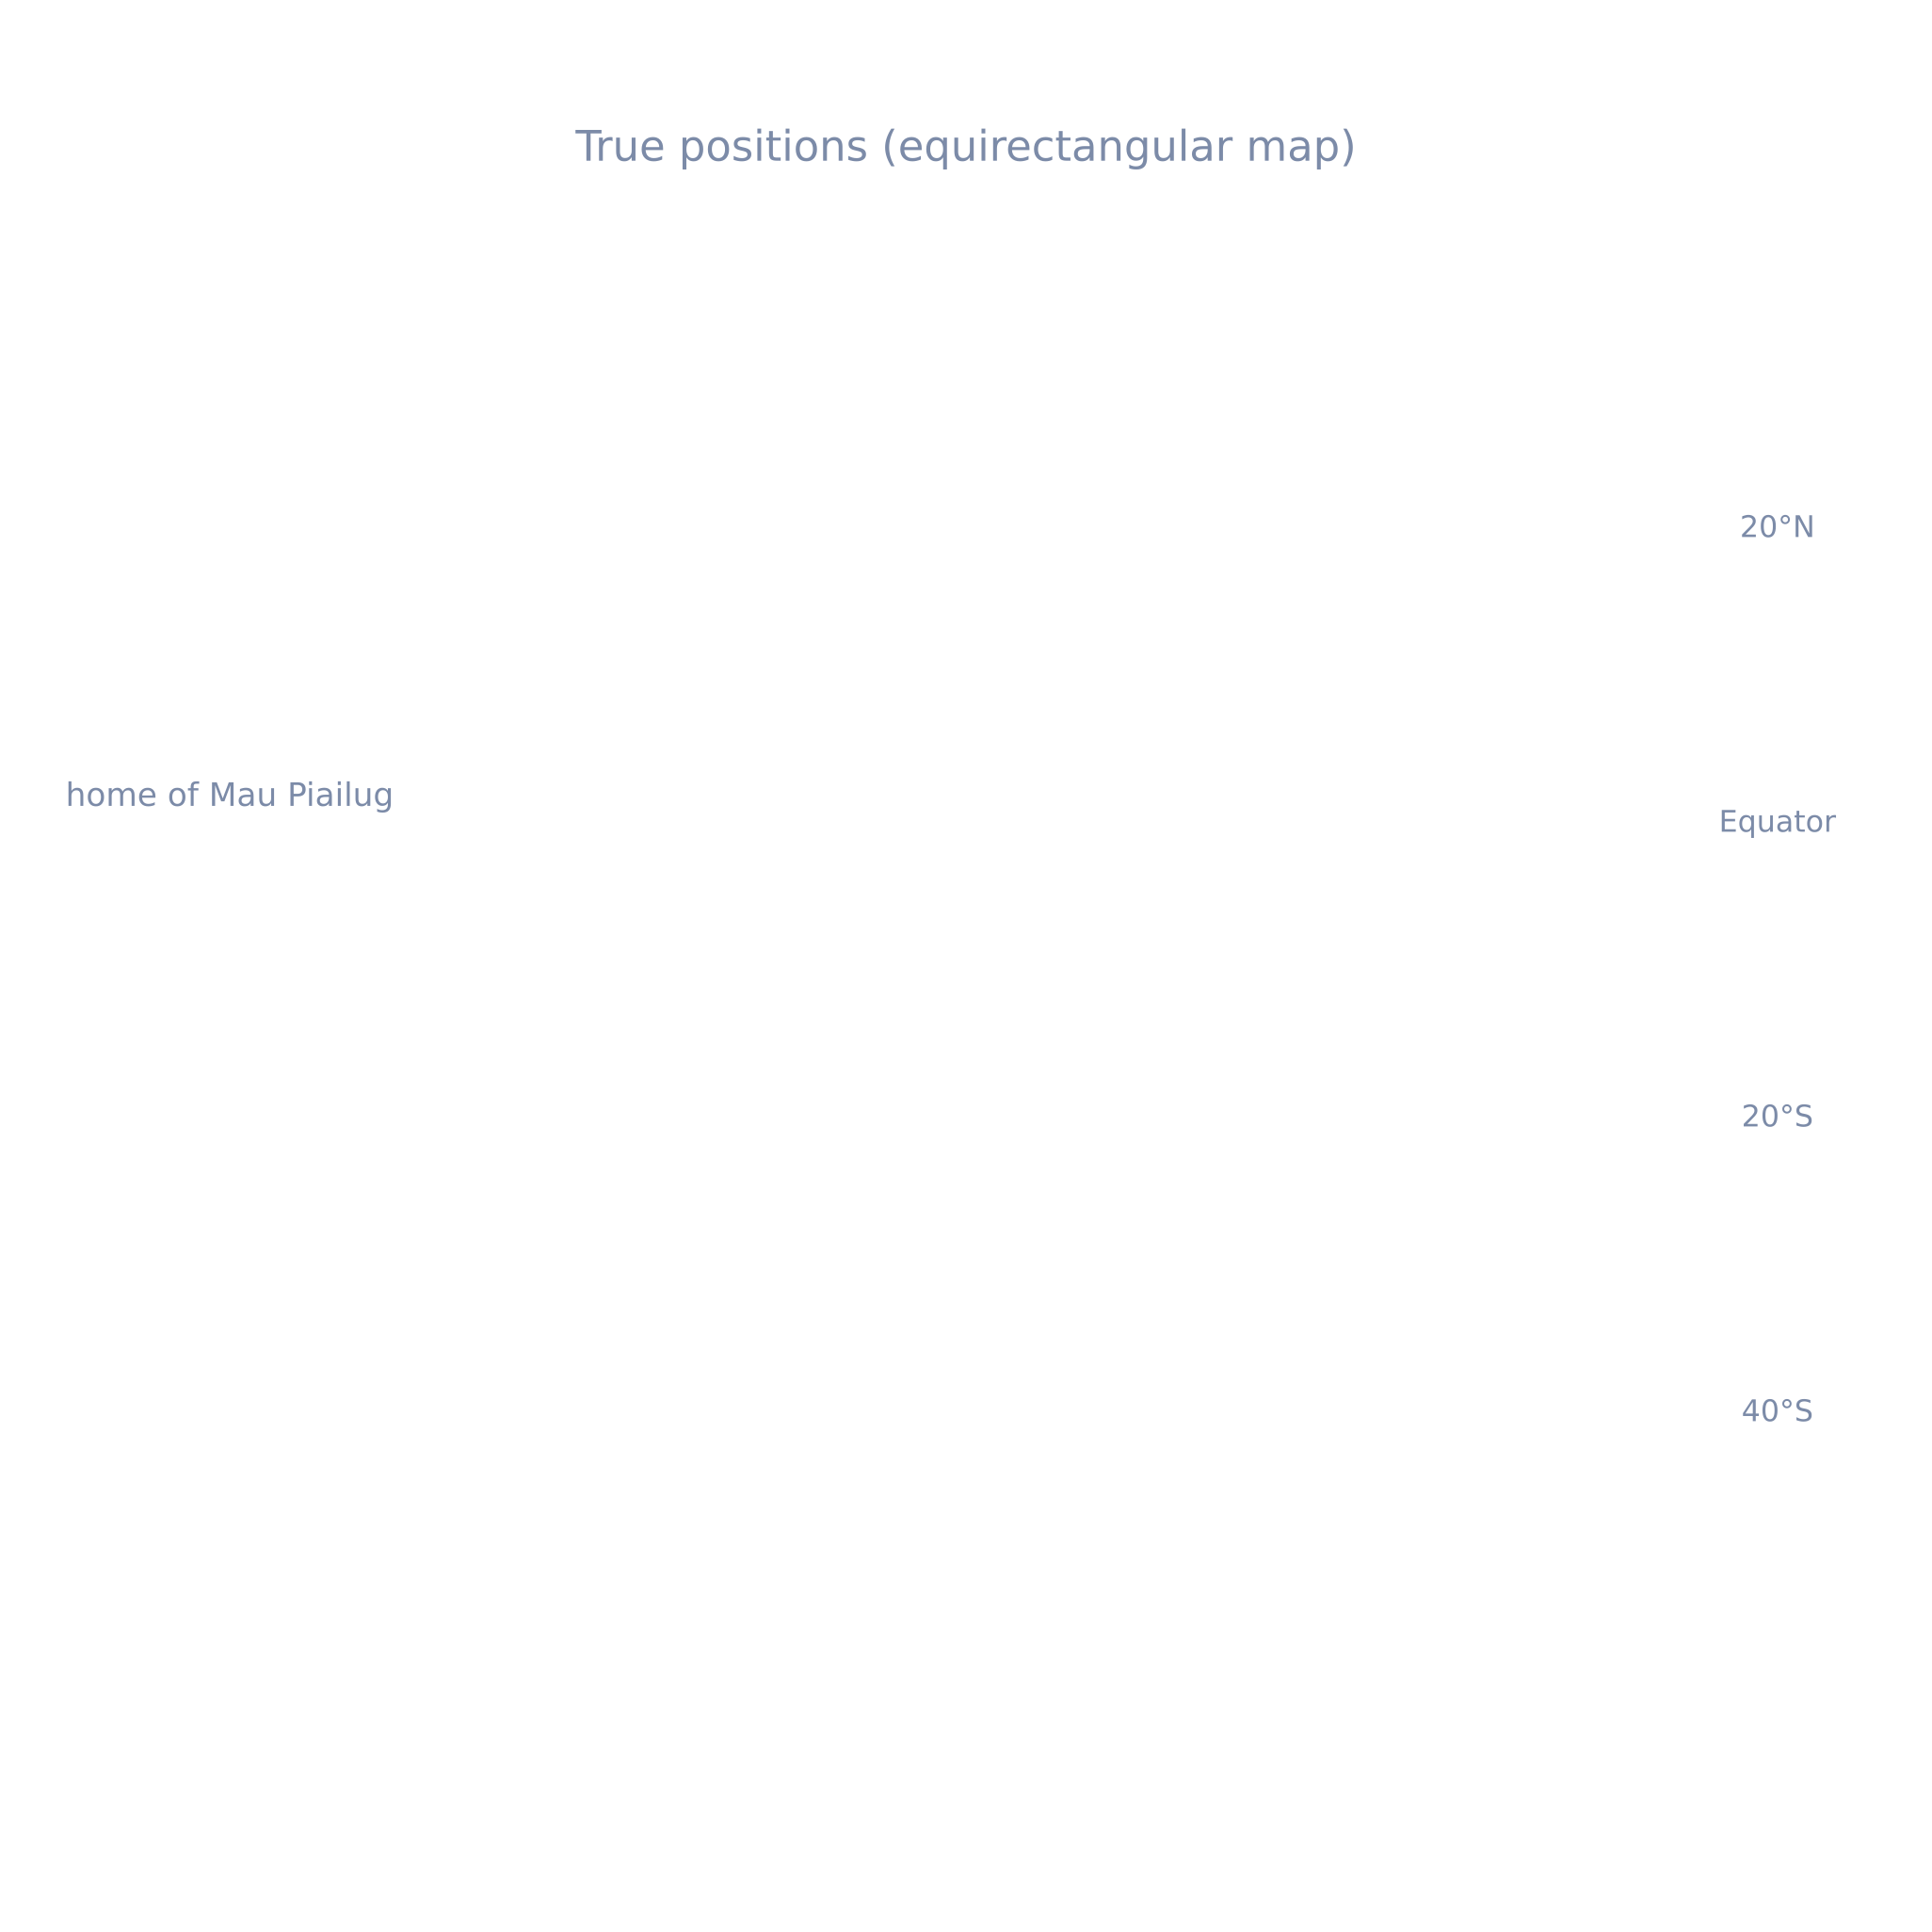 True positions (equirectangular map)
20°N
home of Mau Piailug
Equator
20°S
40°S